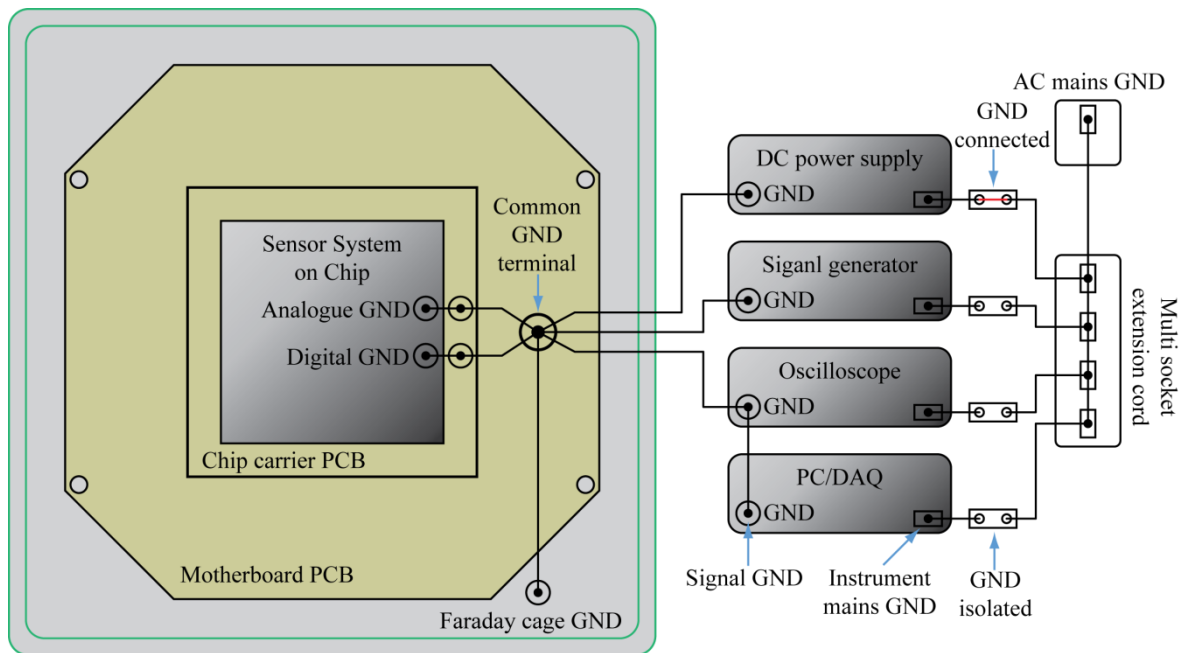 AC mains GND
GND
connected
DC power supply
GND
Common
GND
terminal
Sensor System
on Chip
Analogue GND
Digital GND
Siganl generator
GND
Multi socket
extension cord
Oscilloscope
GND
Chip carrier PCB
PC/DAQ
GND
Motherboard PCB
Signal GND
Instrument
mains GND
GND
isolated
Faraday cage GND